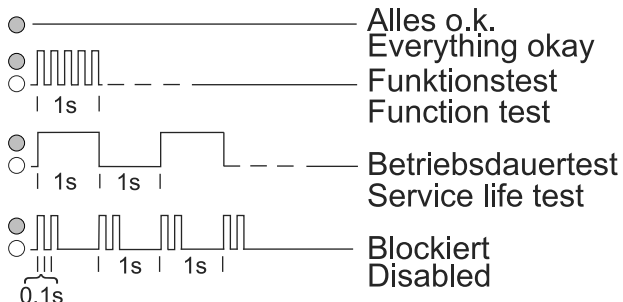 Alles o.k.
Everything okay
Funktionstest
1s
Function test
Betriebsdauertest
1s 1s
Service life test
Blockiert
1s 1s
Disabled
0.1s